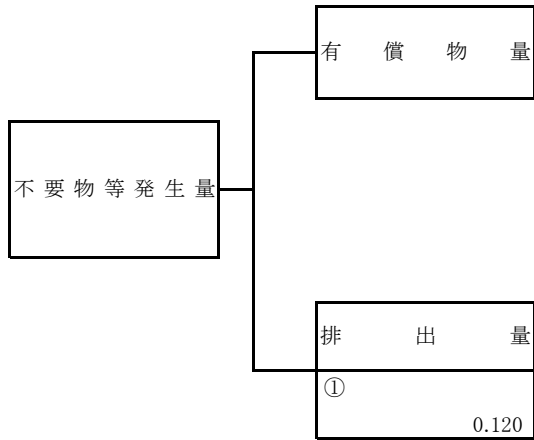 有償物量
不要物等発生量
排出量
①
0.120